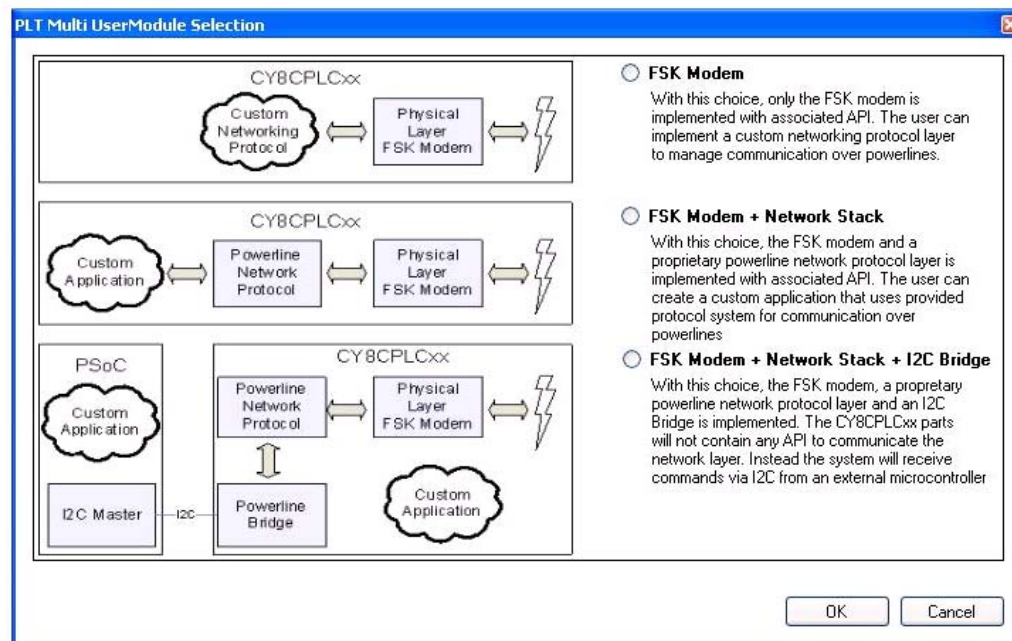 PLT Multi UserModule Selection
CY8CPLCxx
Custom
Networking
Protocol
Physical
Layer
FSK Modem
FSK Modem
With this choice, only the FSK modem is
implemented with associated API. The user can
implement a custom networking protocol layer
to manage communication over powerlines.
CY8CPLCxx
Custom
Application
Powerline
Network
Protocol
Physical
Layer
FSK Modem
FSK Modem + Network Stack
With this choice, the FSK modem and a
proprietary powerline network protocol layer is
implemented with associated API. The user can
create a custom application that uses provided
protocol system for communication over
powerlines
PSoC
Custom
Application
I2C Master
I2C
CY8CPLCxx
Powerline
Network
Protocol
Physical
Layer
FSK Modem
Powerline
Bridge
Custom
Application
FSK Modem + Network Stack + I2C Bridge
With this choice, the FSK modem, a propretary
powerline network protocol layer and an I2C
Bridge is implemented. The CY8CPLCxx parts
will not contain any API to communicate the
network layer. Instead the system will receive
commands via I2C from an external microcontroller
OK
Cancel